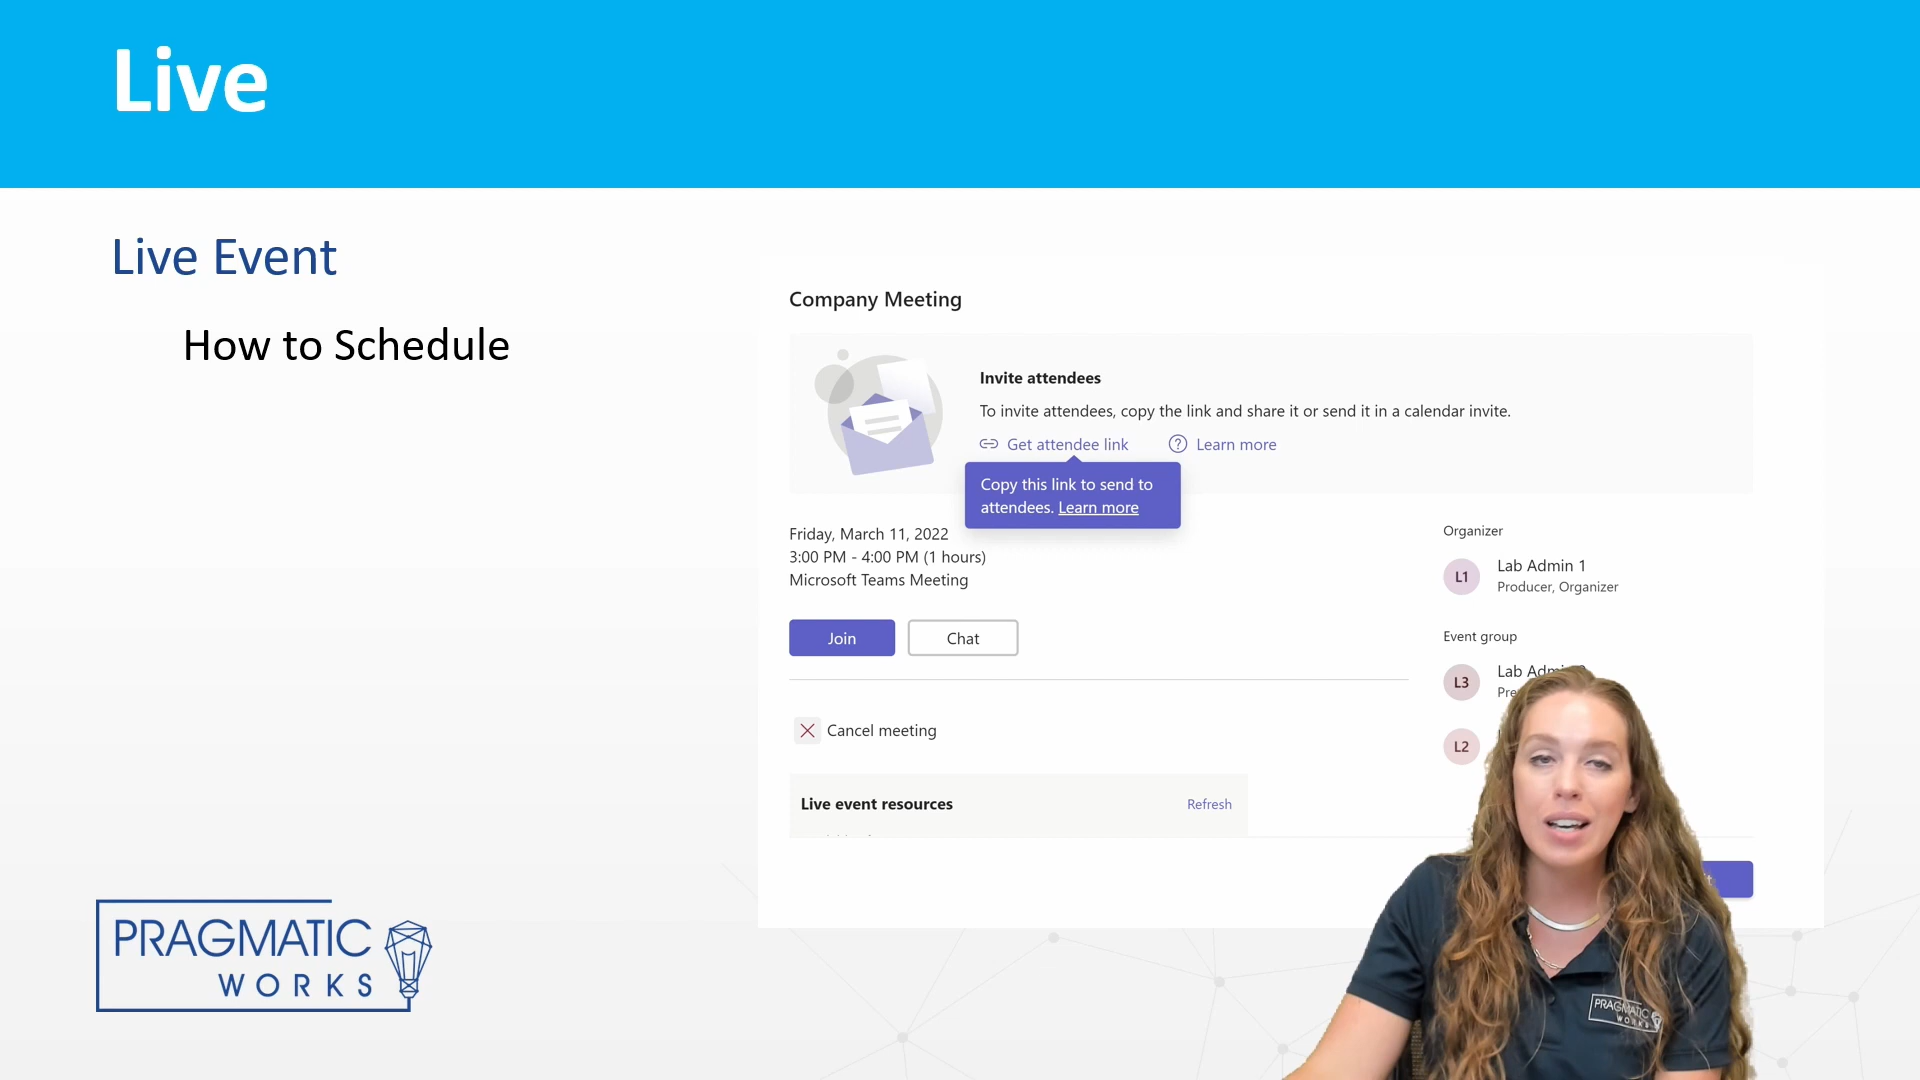 Live
Live Event
How to Schedule
Company Meeting
Invite attendees
To invite attendees, copy the link and share it or send it in a calendar invite.
Get attendee link
? Learn more
Copy this link to send to
attendees. Learn more
Friday, March 11, 2022
3:00 PM - 4:00 PM (1 hours)
Microsoft Teams Meeting
Join
Chat
Cancel meeting
Live event resources
Refresh
Organizer
L1
Lab Admin 1
Producer, Organizer
Event group
L3
Lab
L2
PRAGMATIC
WORKS
PRAGMATIC
WORKS